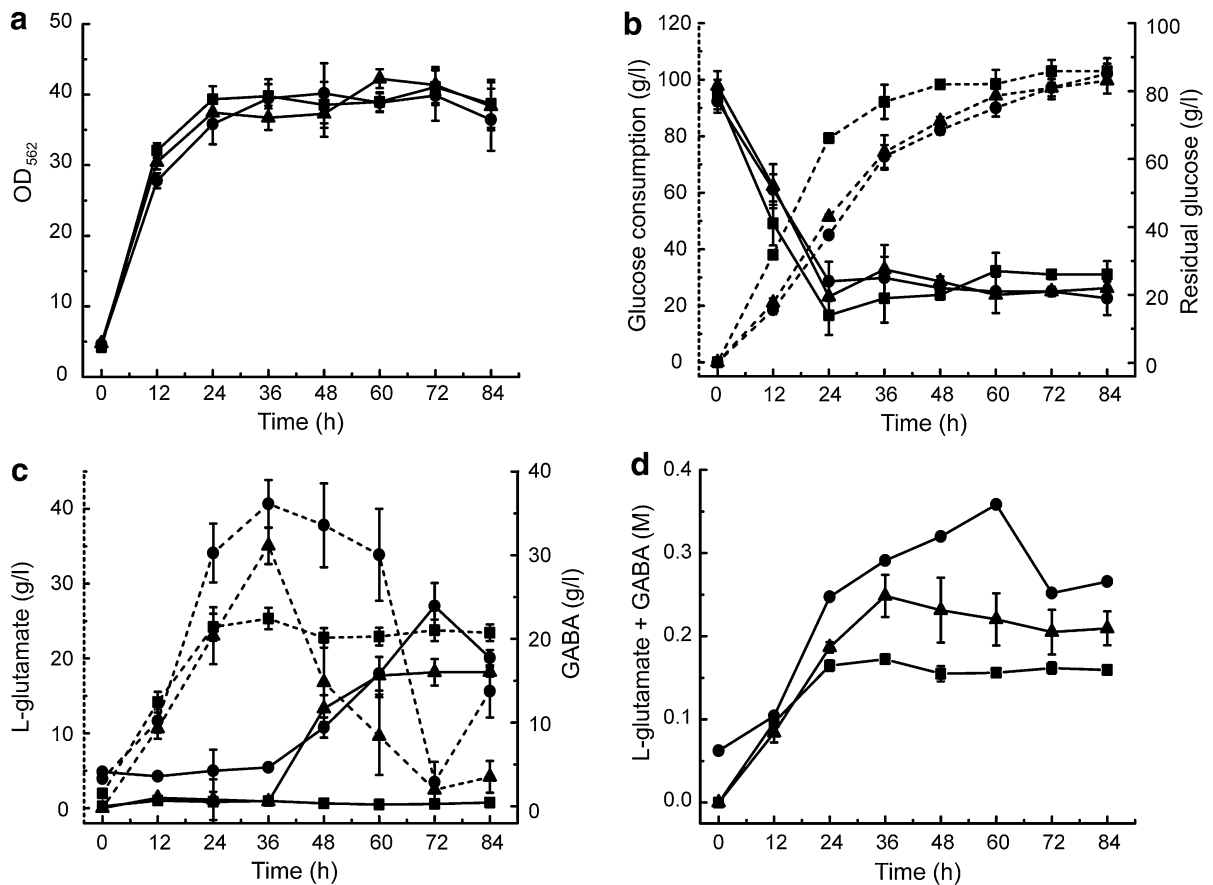 a
50
40
30
20
10
0
OD562
0 12 24 36 48 60 72 84
Time (h)
b
120
100
80
60
40
20
0
Glucose consumption (g/l)
100
80
60
40
20
0
Residual glucose (g/l)
0 12 24 36 48 60 72 84
Time (h)
c
40
30
20
10
0
L-glutamate (g/l)
40
30
20
10
0
GABA (g/l)
0 12 24 36 48 60 72 84
Time (h)
d
0.4
0.3
0.2
0.1
0.0
L-glutamate + GABA (M)
0 12 24 36 48 60 72 84
Time (h)